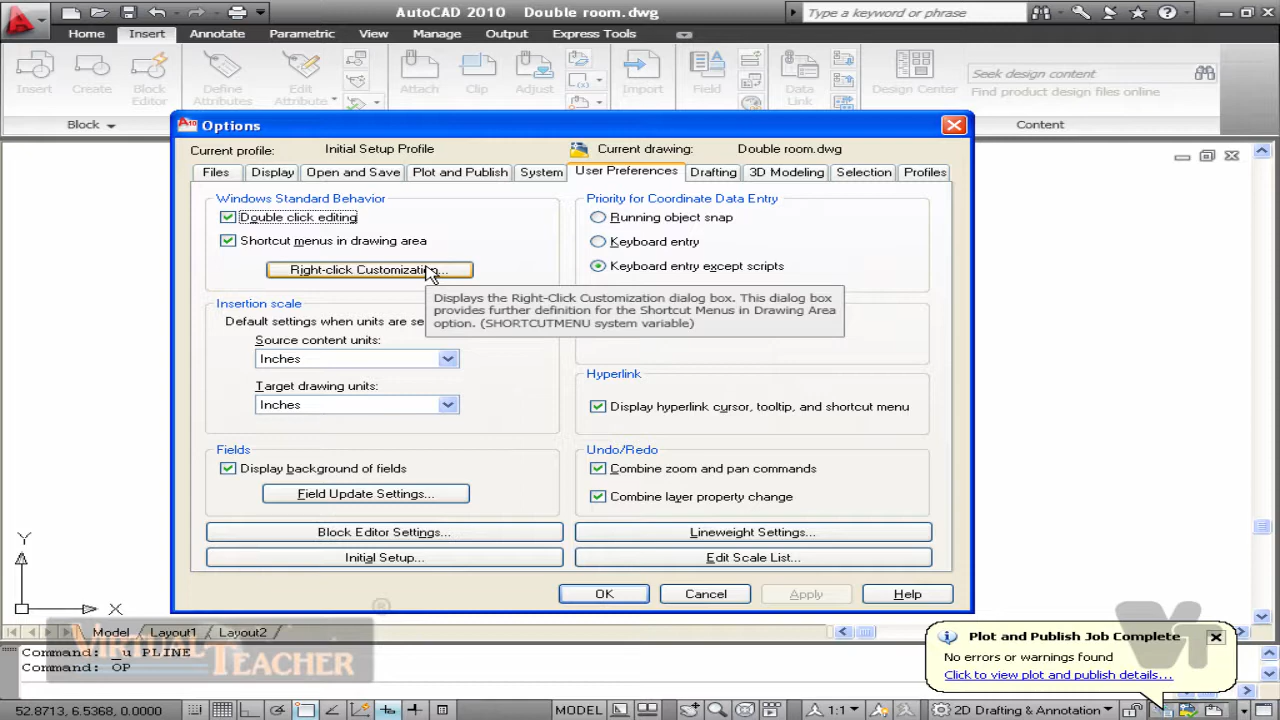 AutoCAD 2010 Double room.dwg
Type a keyword or phrase
Home Insert Annotate Parametric View Manage Output Express Tools
Insert Create Block Editor Define Attributes Edit Attribute Attach Clip Adjust Import Field Data Link Design Center
Seek design content
Find product design files online
Block
Content
Options
Current profile: Initial Setup Profile Current drawing: Double room.dwg
Files Display Open and Save Plot and Publish System User Preferences Drafting 3D Modeling Selection Profiles
Windows Standard Behavior
Double click editing
Shortcut menus in drawing area
Right-click Customization...
Priority for Coordinate Data Entry
Running object snap
Keyboard entry
Keyboard entry except scripts
Displays the Right-Click Customization dialog box. This dialog box
provides further definition for the Shortcut Menus in Drawing Area
option. (SHORTCUTMENU system variable)
Insertion scale
Default settings when units are se
Source content units:
Inches
Target drawing units:
Inches
Hyperlink
Display hyperlink cursor, tooltip, and shortcut menu
Fields
Display background of fields
Field Update Settings...
Undo/Redo
Combine zoom and pan commands
Combine layer property change
Block Editor Settings...
Lineweight Settings...
Initial Setup...
Edit Scale List...
OK Cancel Apply Help
Y
X
Model Layout1 Layout2
Command: _u PLINE
Command: OP
VIRTUAL TEACHER
Plot and Publish Job Complete
No errors or warnings found
Click to view plot and publish details...
52.8713, 6.5368, 0.0000
MODEL
1:1
2D Drafting & Annotation